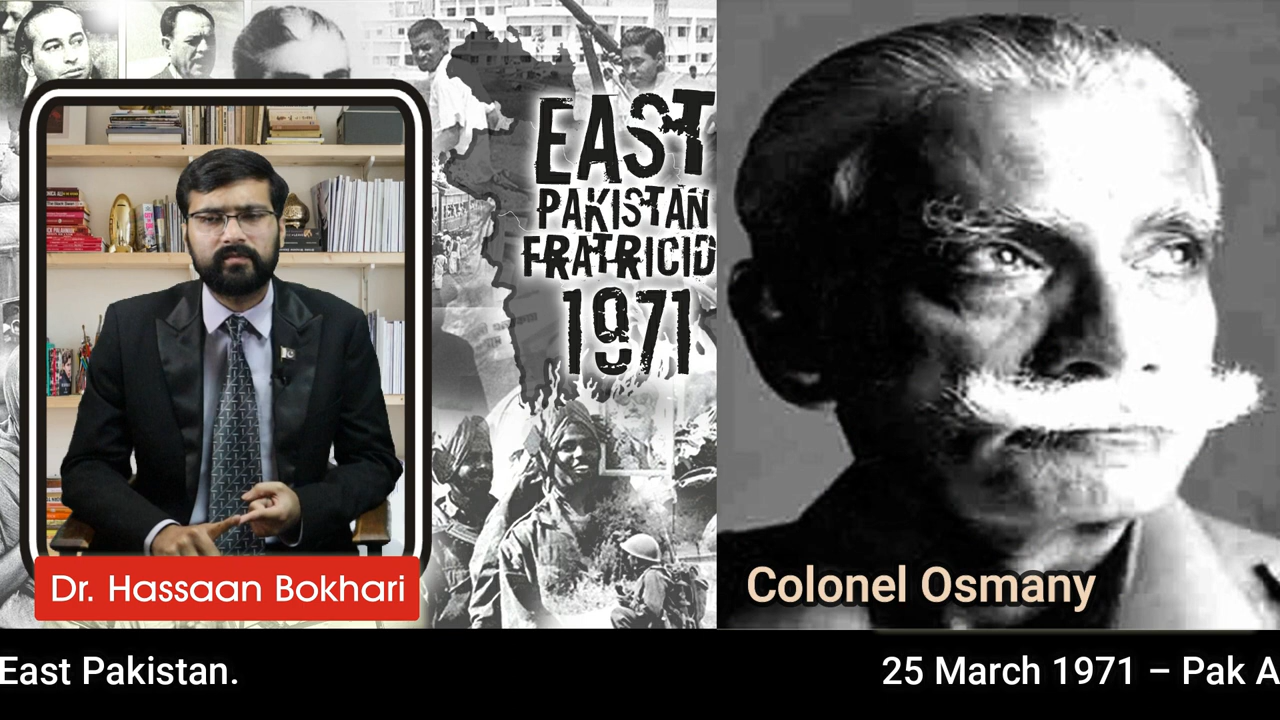 EAST
PAKISTAN
FRATRICID
1971
Dr. Hassaan Bokhari
Colonel Osmany
East Pakistan.
25 March 1971 – Pak A